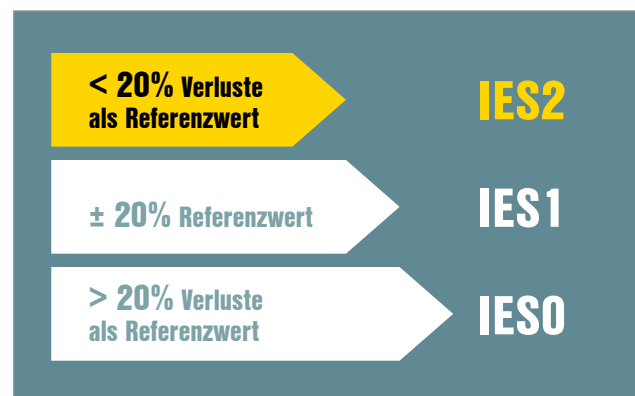 < 20% Verluste
als Referenzwert
IES2
± 20% Referenzwert
IES1
> 20% Verluste
als Referenzwert
IES0